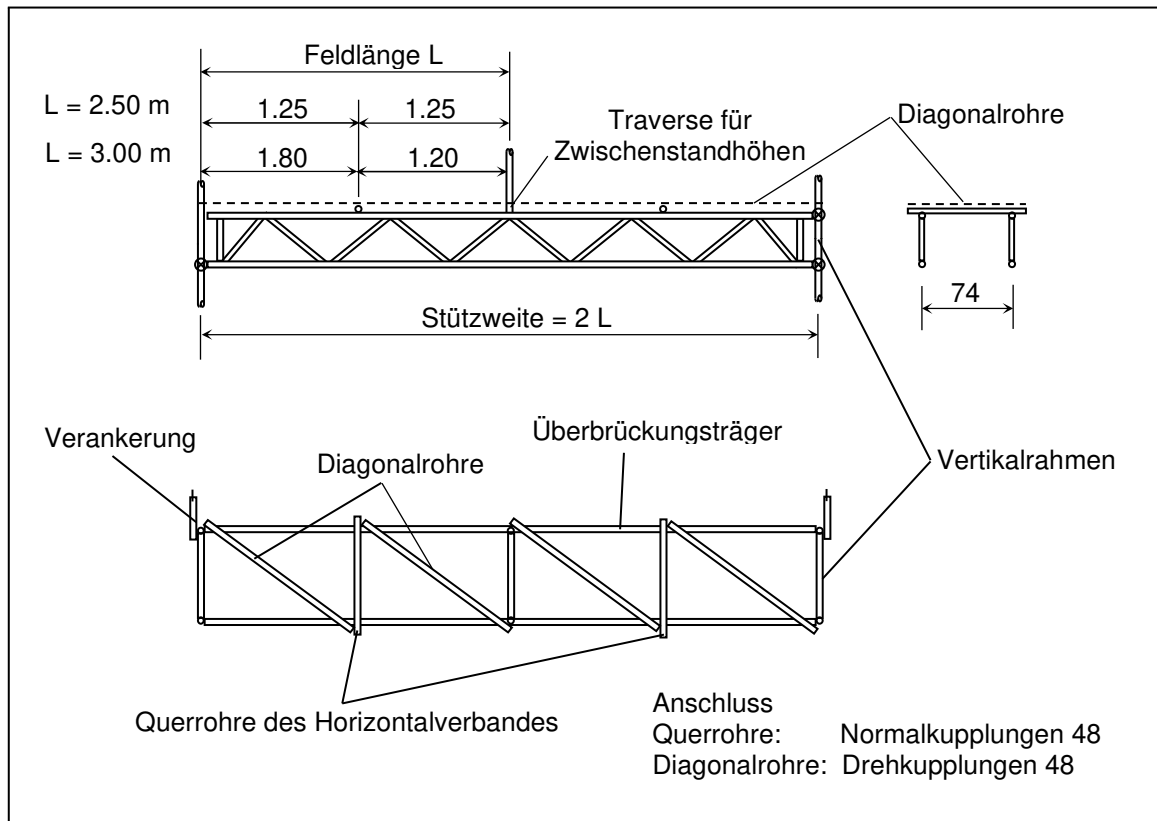 Feldlänge L
L = 2.50 m
1.25
1.25
L = 3.00 m
1.80
1.20
Traverse für
Zwischenstandhöhen
Diagonalrohre
74
Stützweite = 2 L
Verankerung
Diagonalrohre
Überbrückungsträger
Vertikalrahmen
Querrohre des Horizontalverbandes
Anschluss
Querrohre: Normalkupplungen 48
Diagonalrohre: Drehkupplungen 48